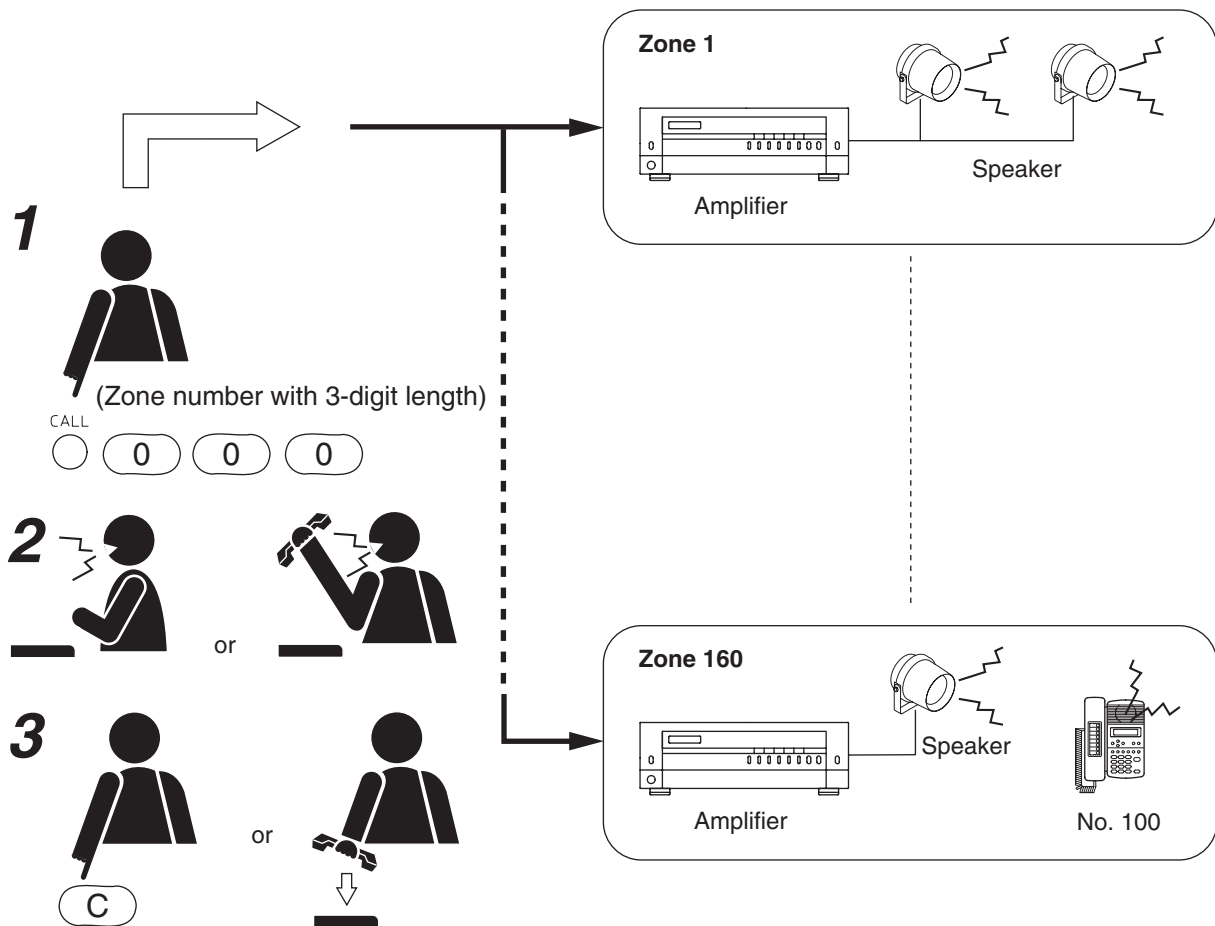 Zone 1
Speaker
Amplifier
1
(Zone number with 3-digit length)
CALL
0 0 0
2
or
3
or
C
Zone 160
Speaker
Amplifier
No. 100